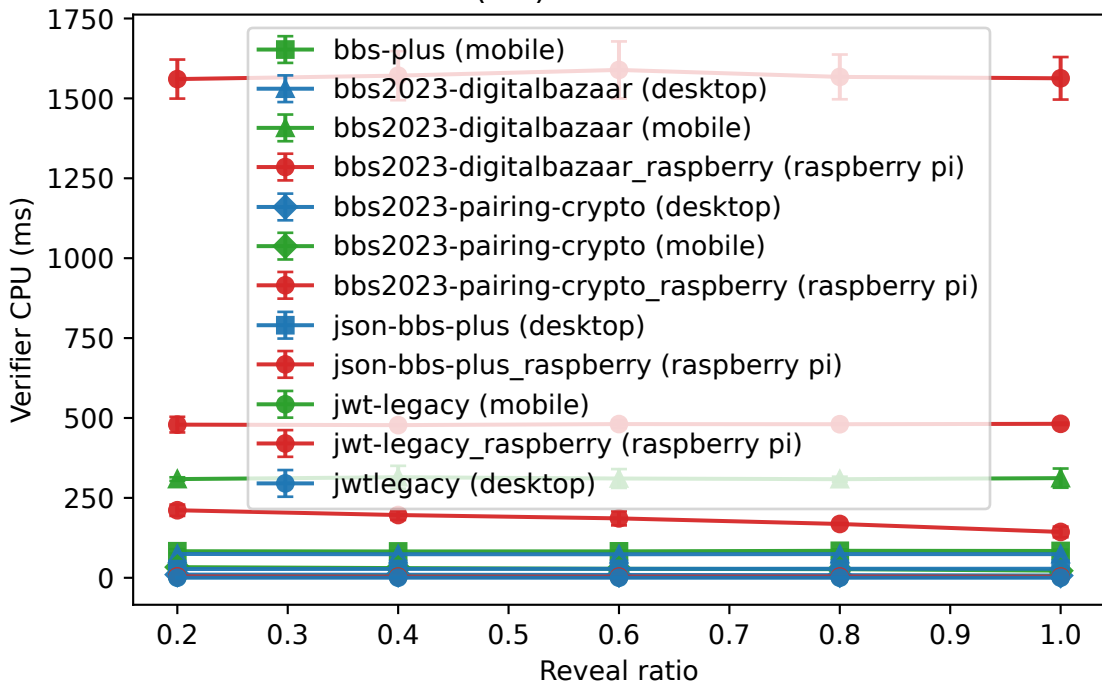 1750
1500
1250
1000
750
500
250
0
Verifier CPU (ms)
bbs-plus (mobile)
bbs2023-digitalbazaar (desktop)
bbs2023-digitalbazaar (mobile)
bbs2023-digitalbazaar_raspberry (raspberry pi)
bbs2023-pairing-crypto (desktop)
bbs2023-pairing-crypto (mobile)
bbs2023-pairing-crypto_raspberry (raspberry pi)
json-bbs-plus (desktop)
json-bbs-plus_raspberry (raspberry pi)
jwt-legacy (mobile)
jwt-legacy_raspberry (raspberry pi)
jwtlegacy (desktop)
0.2 0.3 0.4 0.5 0.6 0.7 0.8 0.9 1.0
Reveal ratio